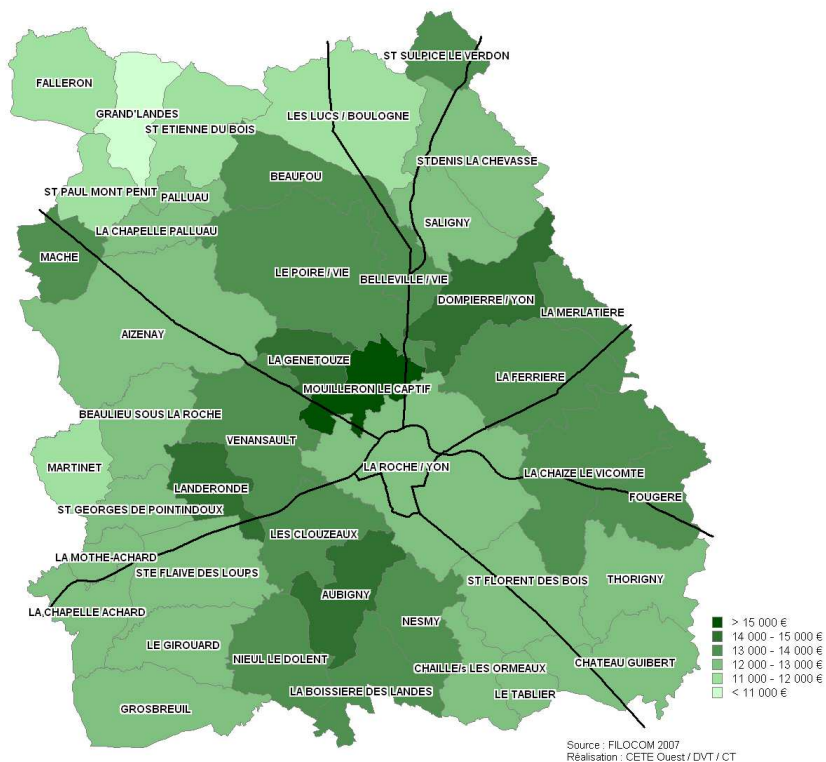 ST SULPICE LE VERDON
FALLERON
GRAND'LANDES
LES LUCS / BOULOGNE
ST ETIENNE DU BOIS
ST DENIS LA CHEVASSE
BEAUFOU
ST PAUL MONT PENIT
PALLUAU
SALIGNY
LA CHAPELLE PALLUAU
MACHE
LE POIRE / VIE
BELLEVILLE / VIE
DOMPIERRE / YON
LA MERLATIERE
AIZENAY
LA GENETOUZE
LA FERRIERE
MOUILLERON LE CAPTIF
BEAULIEU SOUS LA ROCHE
VENANSAULT
MARTINET
LA ROCHE / YON
LA CHAIZE LE VICOMTE
LANDERONDE
FOUGERE
ST GEORGES DE POINTINDOUX
LES CLOUZEAUX
LA MOTHE-ACHARD
STE FLAIVE DES LOUPS
ST FLORENT DES BOIS
THORIGNY
AUBIGNY
LA CHAPELLE ACHARD
NESMY
LE GIROUARD
NIEUL LE DOLENT
CHAILLE/s LES ORMEAUX
CHATEAU GUIBERT
LA BOISSIERE DES LANDES
LE TABLIER
GROSBREUIL
> 15 000 €
14 000 - 15 000 €
13 000 - 14 000 €
12 000 - 13 000 €
11 000 - 12 000 €
< 11 000 €
Source : FILOCOM 2007
Réalisation : CETE Ouest / DVT / CT